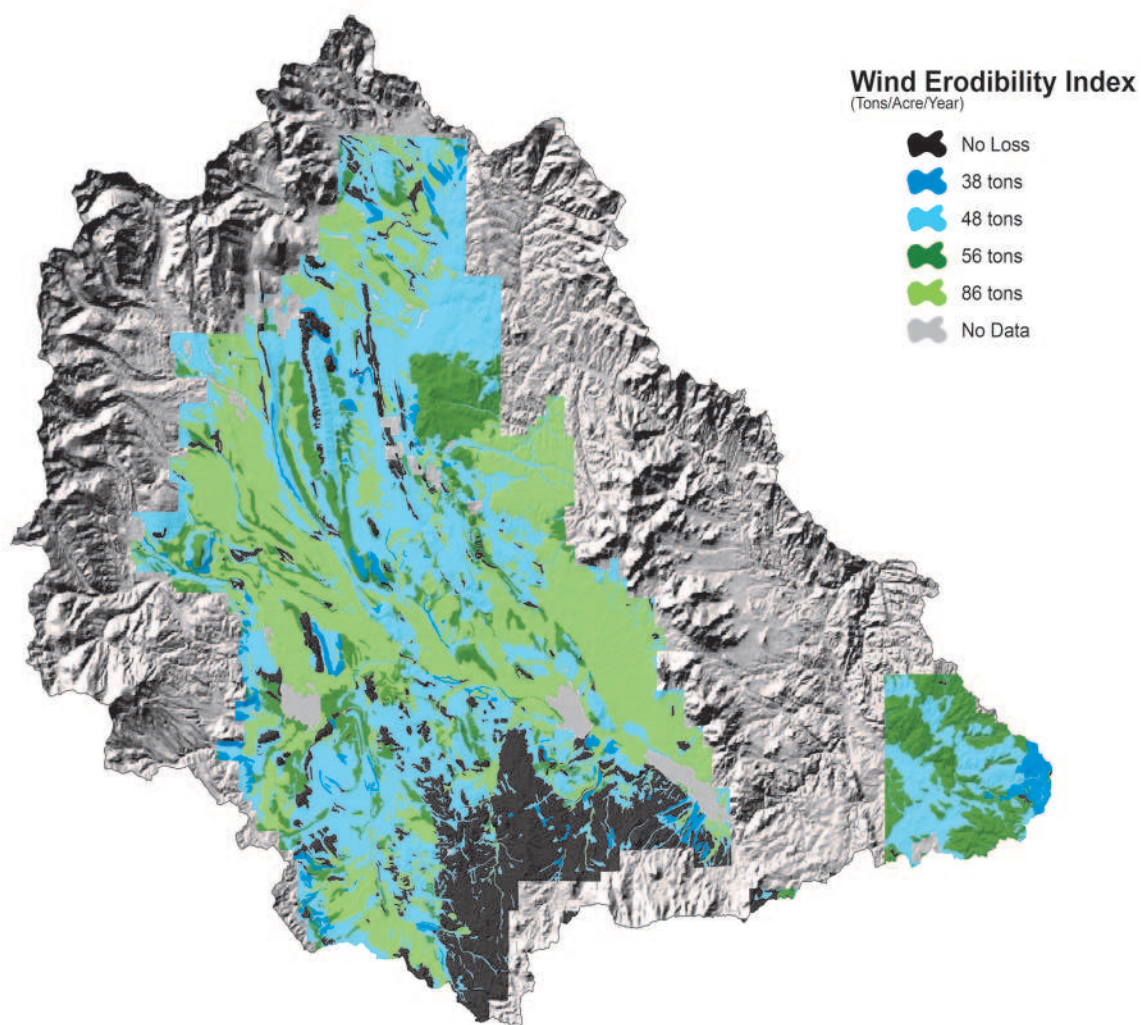 Wind Erodibility Index
(Tons/Acre/Year)
No Loss
38 tons
48 tons
56 tons
86 tons
No Data